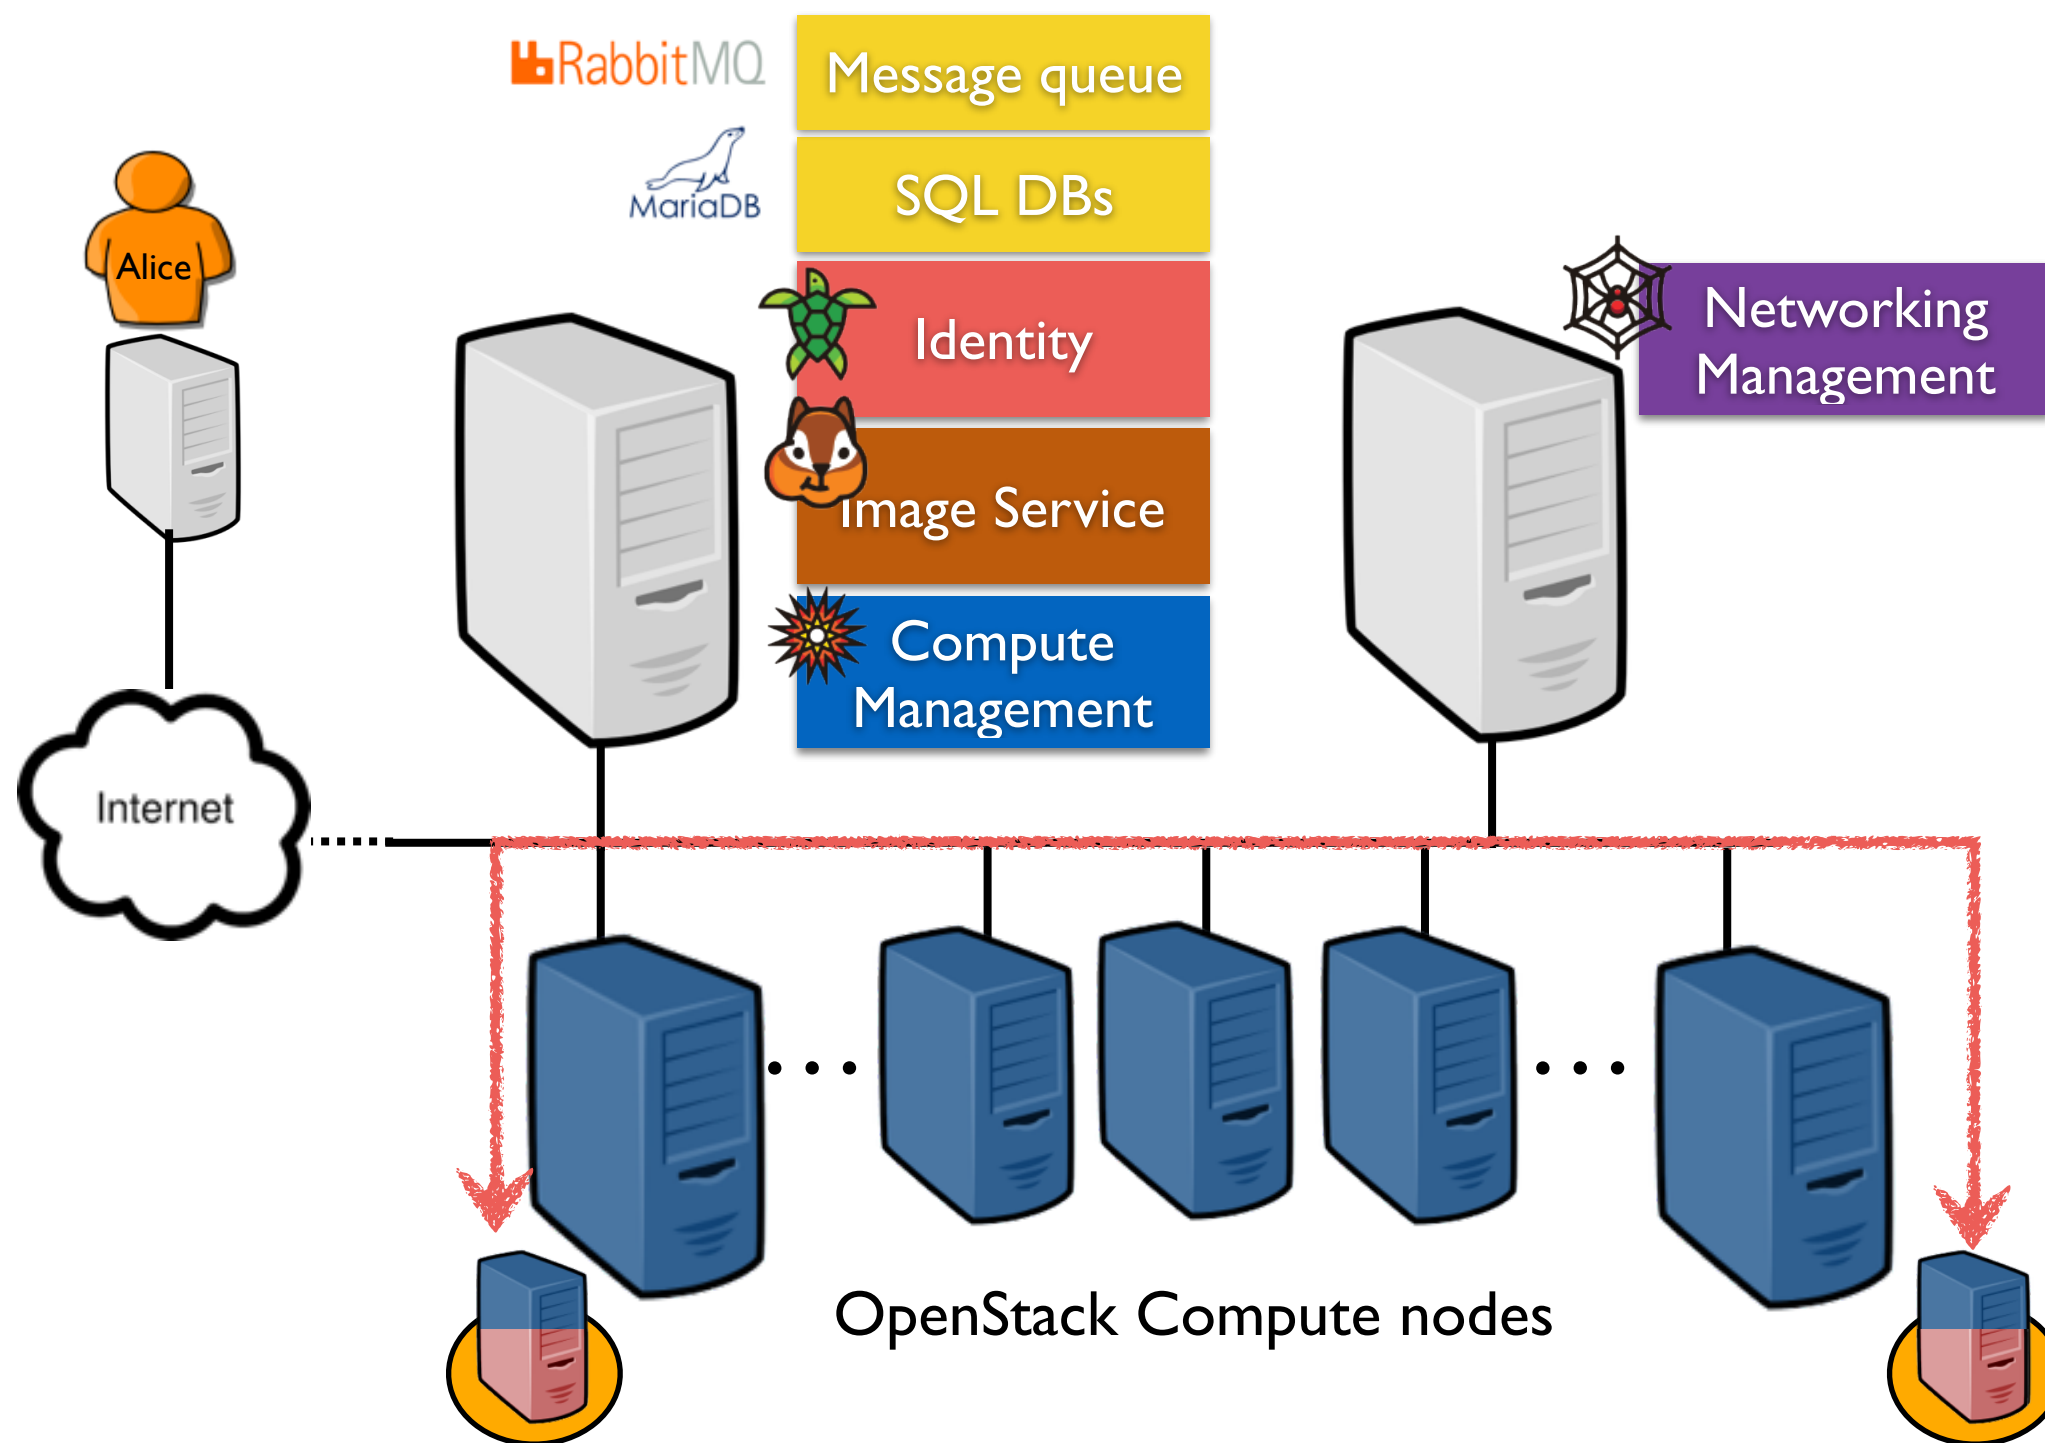 RabbitMQ
Message queue
MariaDB
SQL DBs
Alice
Identity
Networking
Management
Image Service
Compute
Management
Internet
OpenStack Compute nodes